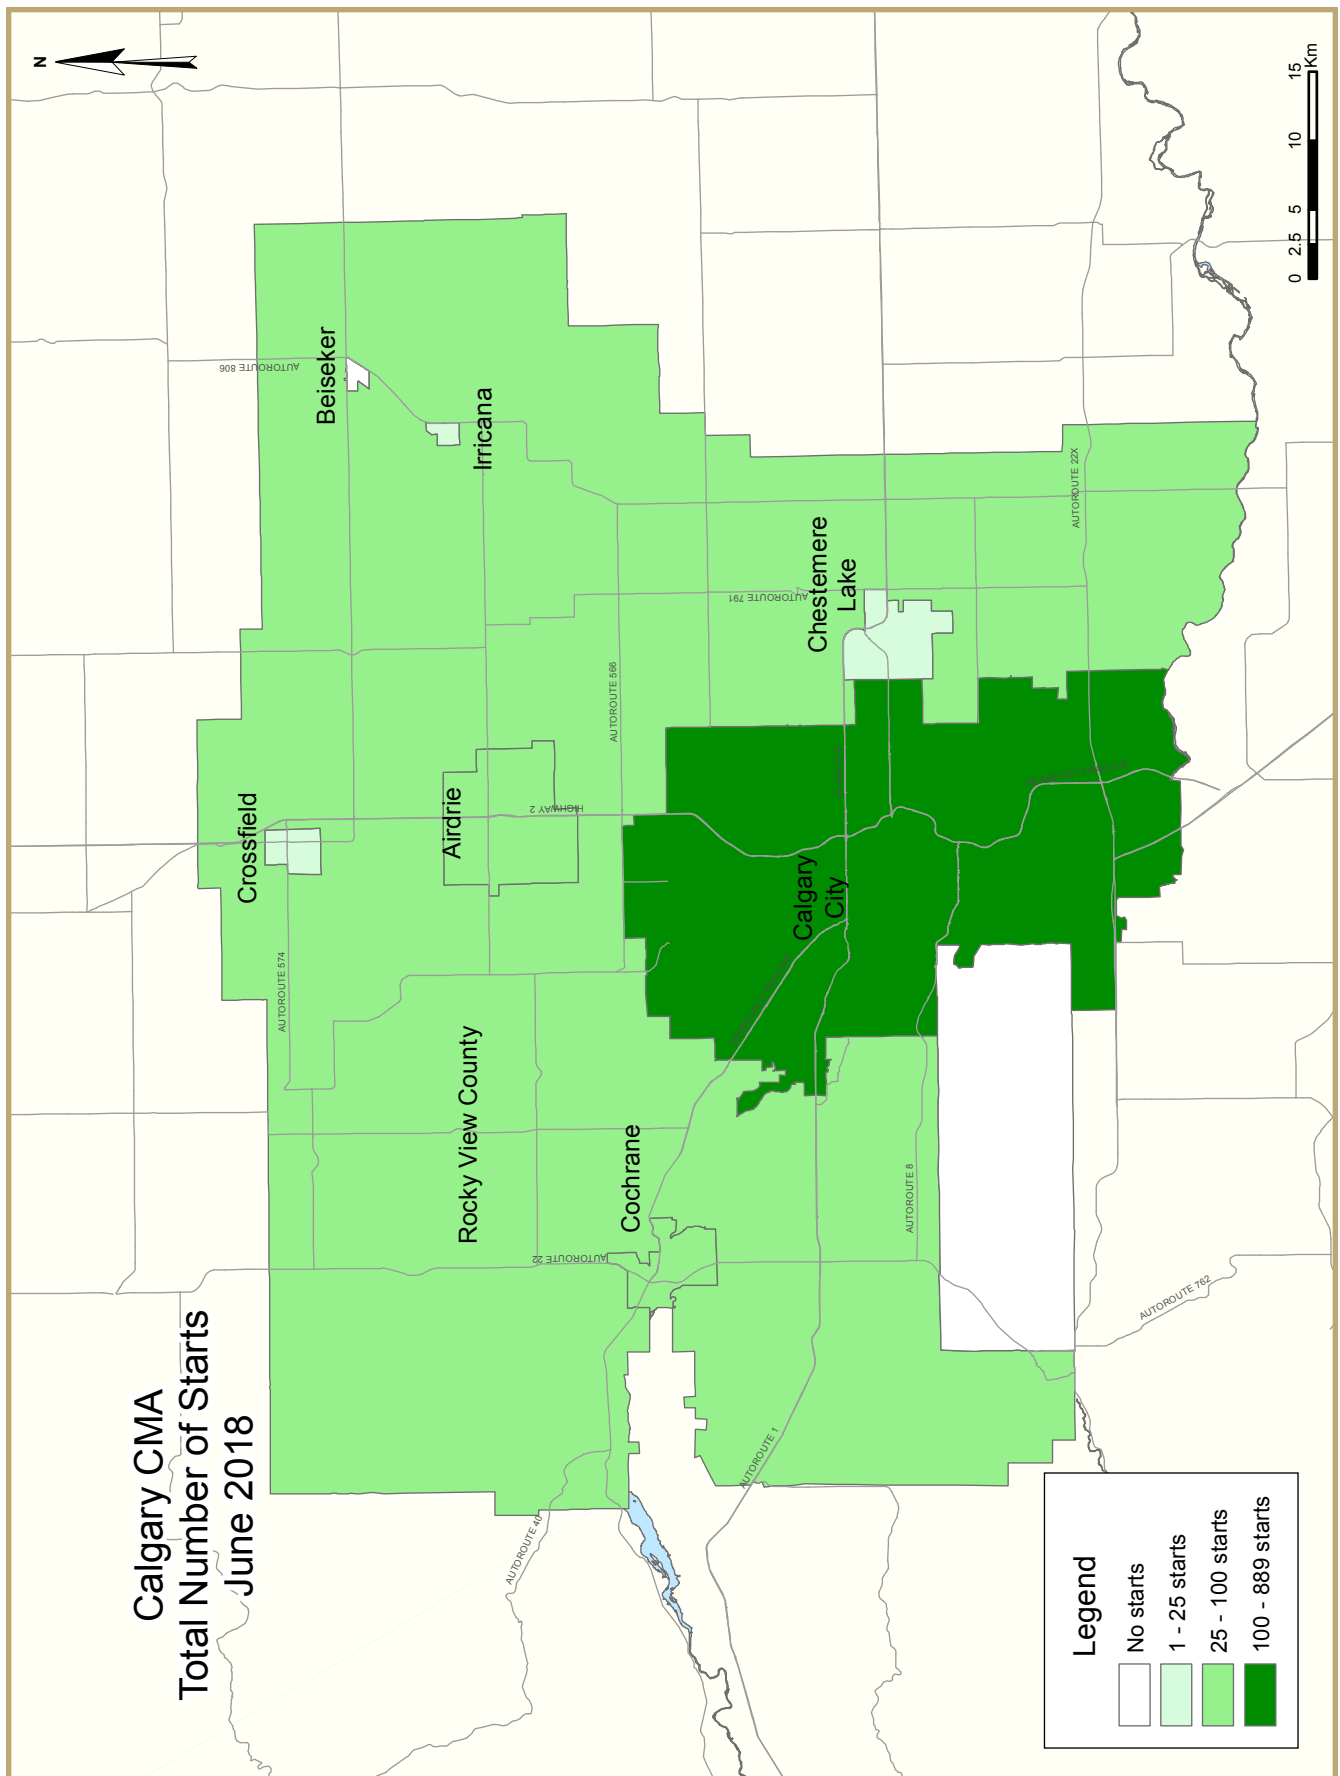 Calgary CMA
Total Number of Starts
June 2018
N
Crossfield
Beiseker
Irricana
Airdrie
Rocky View County
Cochrane
Calgary
City
Chestemere
Lake
AUTOROUTE 806
AUTOROUTE 574
AUTOROUTE 566
AUTOROUTE 791
HIGHWAY 2
AUTOROUTE 22
AUTOROUTE 40
AUTOROUTE 1
AUTOROUTE 8
AUTOROUTE 22X
AUTOROUTE 762
Legend
No starts
1 - 25 starts
25 - 100 starts
100 - 889 starts
0 2.5 5 10 15
Km